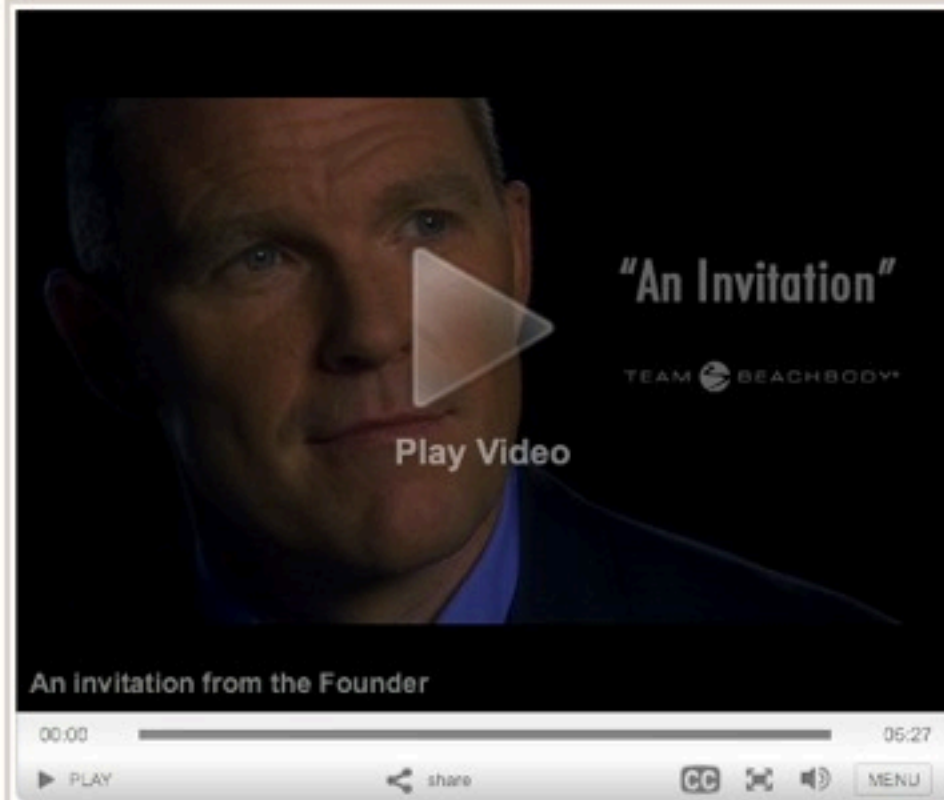 "An Invitation"
TEAM BEACHBODY®
Play Video
An invitation from the Founder
00:00
05:27
PLAY
share
CC
MENU